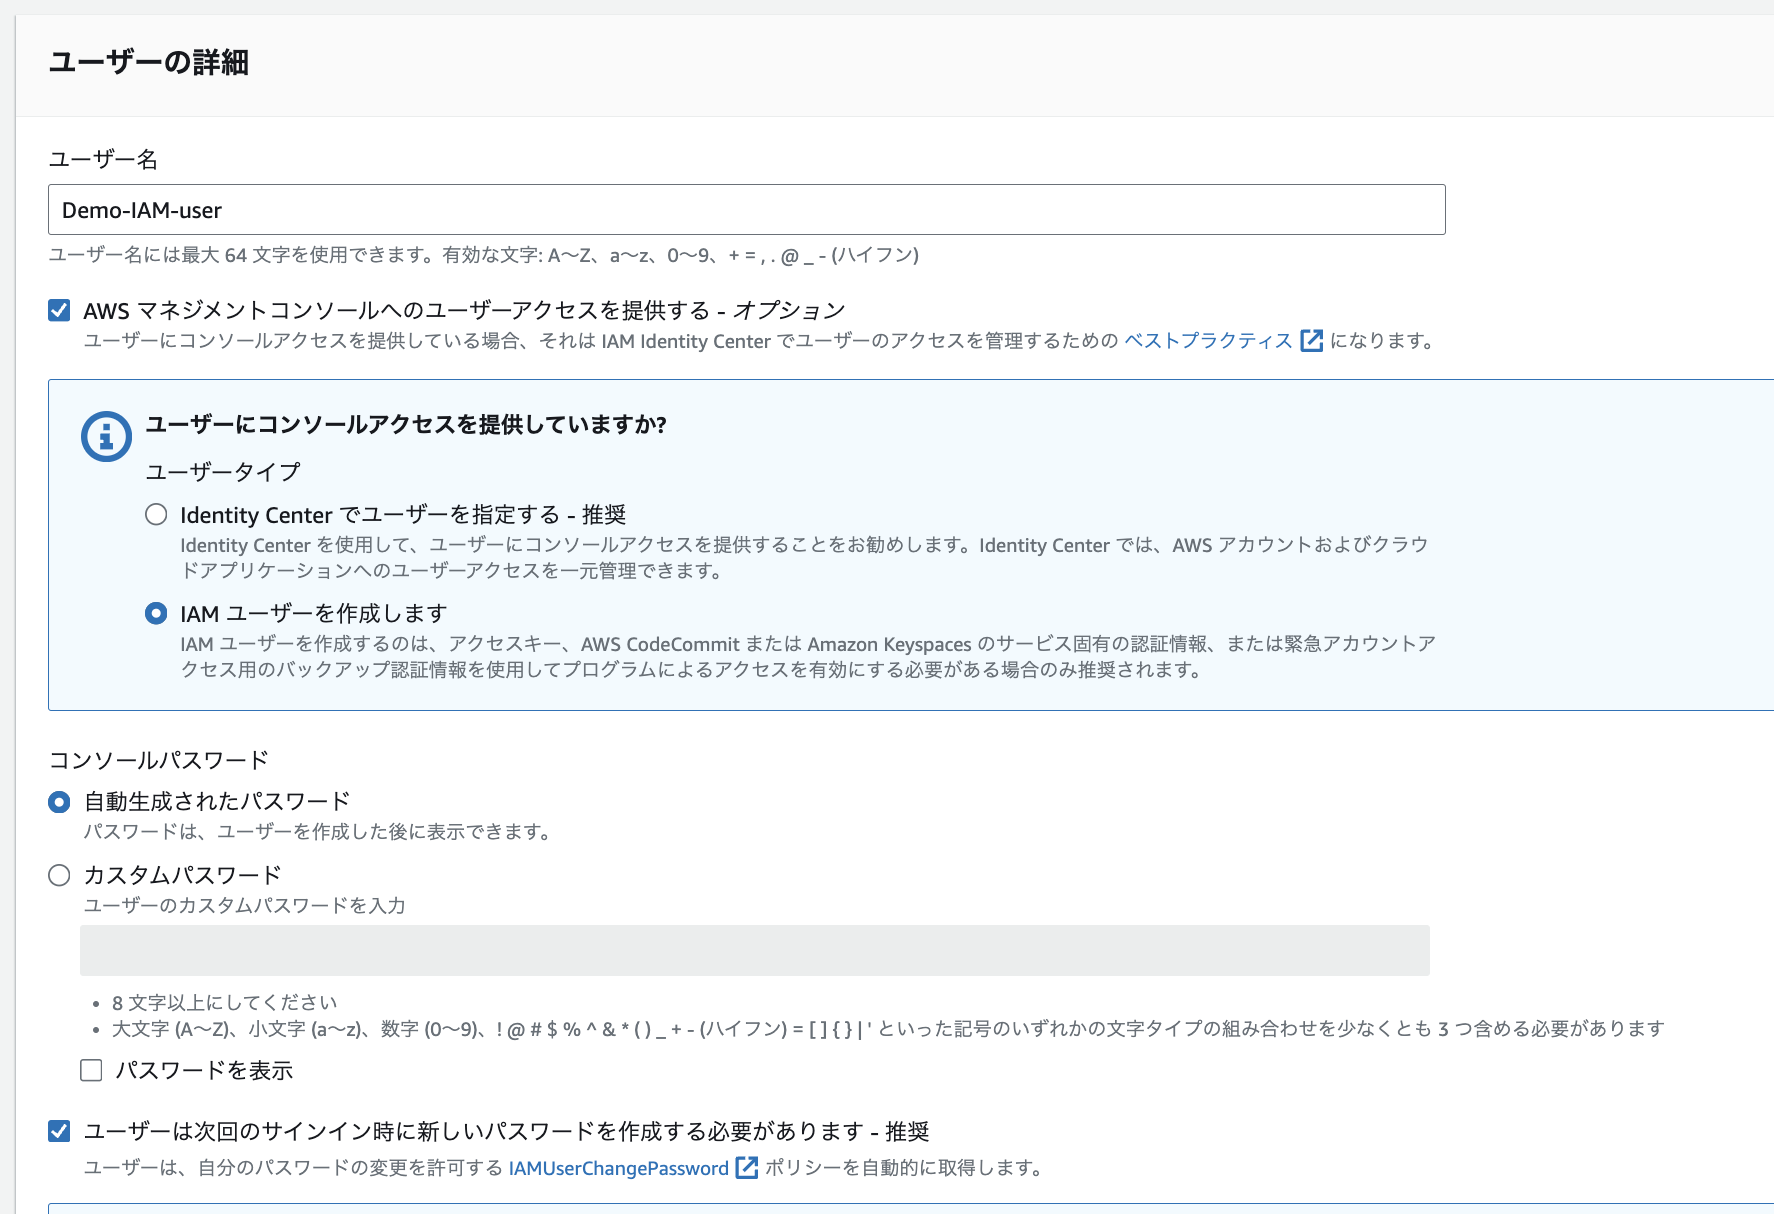 ユーザーの詳細
ユーザー名
Demo-IAM-user
ユーザー名には最大 64 文字を使用できます。有効な文字: A～Z、a～z、0～9、+ = , . @ _ - (ハイフン)
AWS マネジメントコンソールへのユーザーアクセスを提供する - オプション
ユーザーにコンソールアクセスを提供している場合、それは IAM Identity Center でユーザーのアクセスを管理するための ベストプラクティス になります。
ユーザーにコンソールアクセスを提供していますか?
ユーザータイプ
Identity Center でユーザーを指定する - 推奨
Identity Center を使用して、ユーザーにコンソールアクセスを提供することをお勧めします。Identity Center では、AWS アカウントおよびクラウ
ドアプリケーションへのユーザーアクセスを一元管理できます。
IAM ユーザーを作成します
IAM ユーザーを作成するのは、アクセスキー、AWS CodeCommit または Amazon Keyspaces のサービス固有の認証情報、または緊急アカウントア
クセス用のバックアップ認証情報を使用してプログラムによるアクセスを有効にする必要がある場合のみ推奨されます。
コンソールパスワード
自動生成されたパスワード
パスワードは、ユーザーを作成した後に表示できます。
カスタムパスワード
ユーザーのカスタムパスワードを入力
• 8 文字以上にしてください
• 大文字 (A～Z)、小文字 (a～z)、数字 (0～9)、! @ # $ % ^ & * ( ) _ + - (ハイフン) = [ ] { } | ' といった記号のいずれかの文字タイプの組み合わせを少なくとも 3 つ含める必要があります
パスワードを表示
ユーザーは次回のサインイン時に新しいパスワードを作成する必要があります - 推奨
ユーザーは、自分のパスワードの変更を許可する IAMUserChangePassword ポリシーを自動的に取得します。